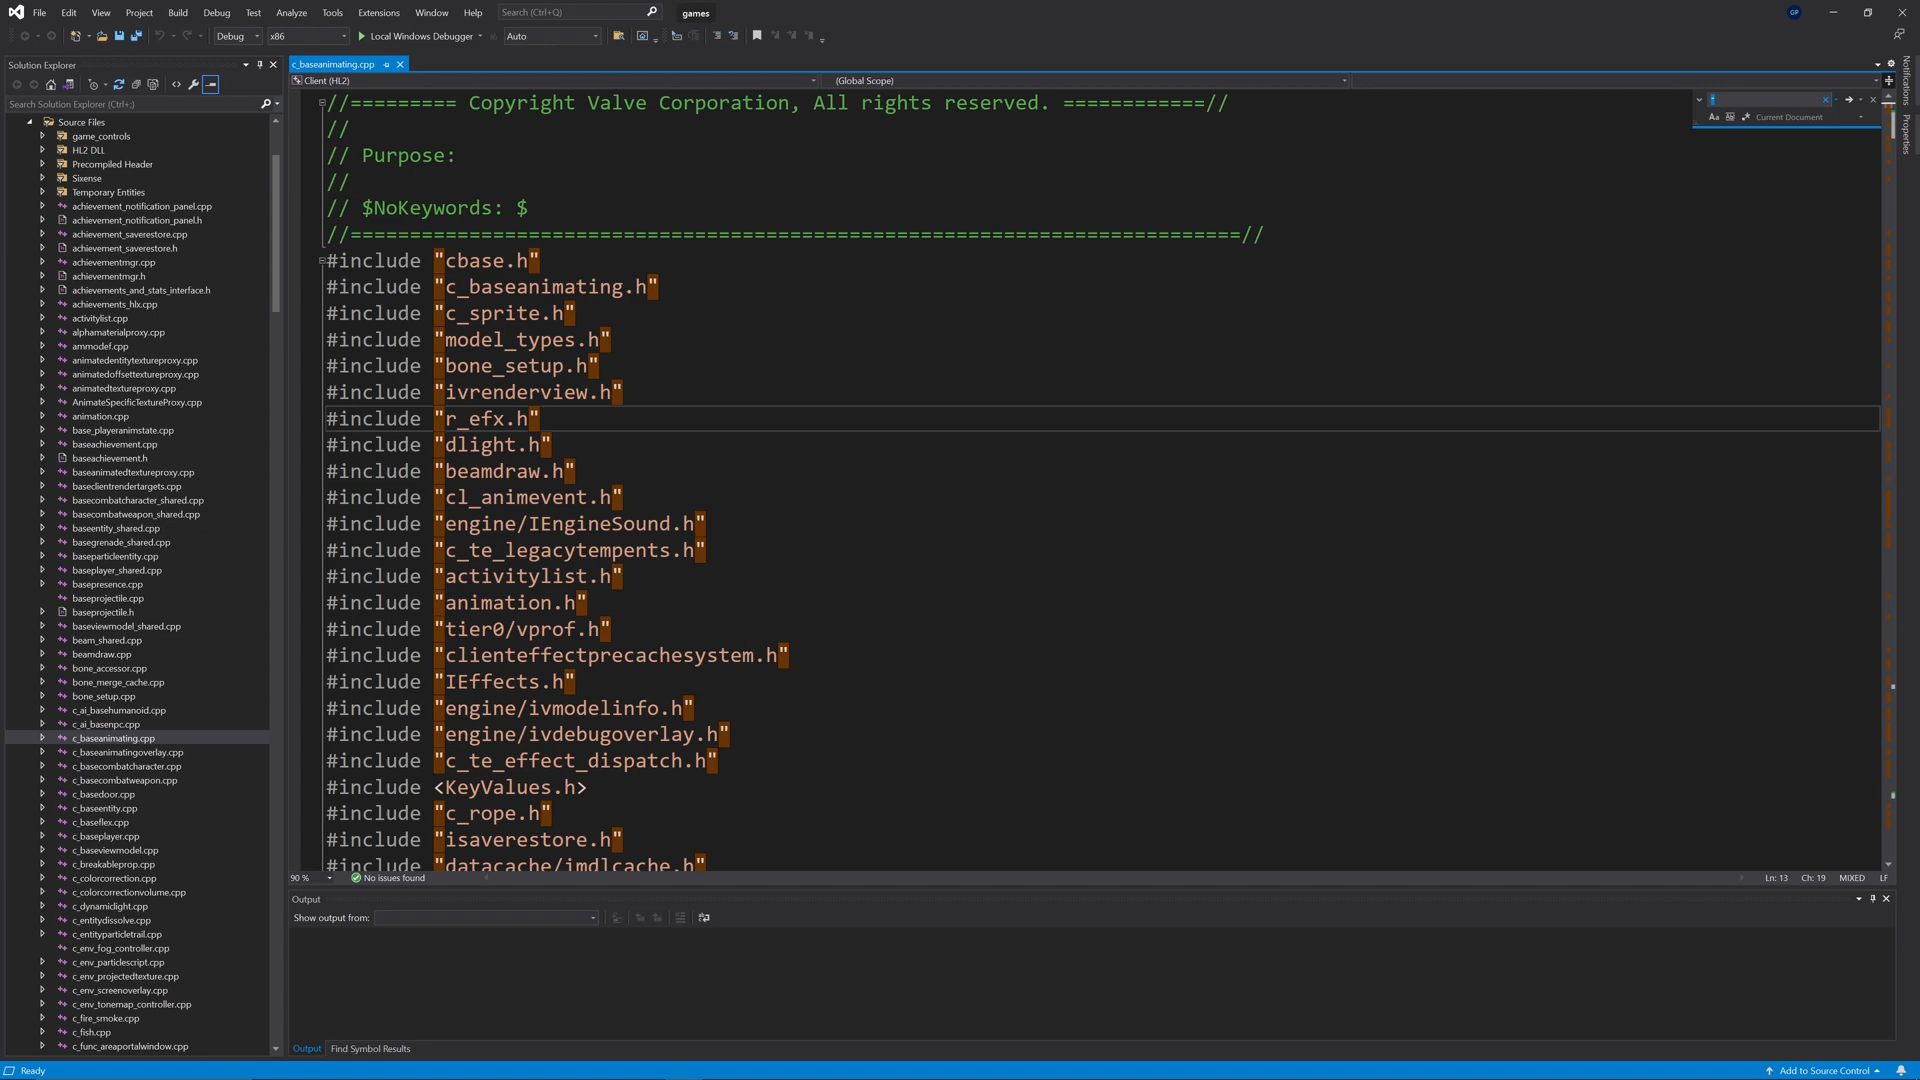 File Edit View Project Build Debug Test Analyze Tools Extensions Window Help Search (Ctrl+Q) games GP
Debug x86 Local Windows Debugger Auto
Solution Explorer
Search Solution Explorer (Ctrl+;)
Source Files
game_controls
HL2 DLL
Precompiled Header
Sixense
Temporary Entities
achievement_notification_panel.cpp
achievement_notification_panel.h
achievement_saverestore.cpp
achievement_saverestore.h
achievementmgr.cpp
achievementmgr.h
achievements_and_stats_interface.h
achievements_hlx.cpp
activitylist.cpp
alphamaterialproxy.cpp
ammodef.cpp
animatedentitytextureproxy.cpp
animatedoffsettextureproxy.cpp
animatedtextureproxy.cpp
AnimateSpecificTextureProxy.cpp
animation.cpp
base_playeranimstate.cpp
baseachievement.cpp
baseachievement.h
baseanimatedtextureproxy.cpp
baseclientrendertargets.cpp
basecombatcharacter_shared.cpp
basecombatweapon_shared.cpp
baseentity_shared.cpp
basegrenade_shared.cpp
baseparticleentity.cpp
baseplayer_shared.cpp
basepresence.cpp
baseprojectile.cpp
baseprojectile.h
baseviewmodel_shared.cpp
beam_shared.cpp
beamdraw.cpp
bone_accessor.cpp
bone_merge_cache.cpp
bone_setup.cpp
c_ai_basehumanoid.cpp
c_ai_basenpc.cpp
c_baseanimating.cpp
c_baseanimatingoverlay.cpp
c_basecombatcharacter.cpp
c_basecombatweapon.cpp
c_basedoor.cpp
c_baseentity.cpp
c_baseflex.cpp
c_baseplayer.cpp
c_baseviewmodel.cpp
c_breakableprop.cpp
c_colorcorrection.cpp
c_colorcorrectionvolume.cpp
c_dynamiclight.cpp
c_entitydissolve.cpp
c_entityparticletrail.cpp
c_env_fog_controller.cpp
c_env_particlescript.cpp
c_env_projectedtexture.cpp
c_env_screenoverlay.cpp
c_env_tonemap_controller.cpp
c_fire_smoke.cpp
c_fish.cpp
c_func_areaportalwindow.cpp
c_baseanimating.cpp
Client (HL2) (Global Scope)
"
Aa Current Document
//========= Copyright Valve Corporation, All rights reserved. ============//
//
// Purpose:
//
// $NoKeywords: $
//===========================================================================//
#include "cbase.h"
#include "c_baseanimating.h"
#include "c_sprite.h"
#include "model_types.h"
#include "bone_setup.h"
#include "ivrenderview.h"
#include "r_efx.h"
#include "dlight.h"
#include "beamdraw.h"
#include "cl_animevent.h"
#include "engine/IEngineSound.h"
#include "c_te_legacytempents.h"
#include "activitylist.h"
#include "animation.h"
#include "tier0/vprof.h"
#include "clienteffectprecachesystem.h"
#include "IEffects.h"
#include "engine/ivmodelinfo.h"
#include "engine/ivdebugoverlay.h"
#include "c_te_effect_dispatch.h"
#include <KeyValues.h>
#include "c_rope.h"
#include "isaverestore.h"
#include "datacache/imdlcache.h"
90 % No issues found Ln: 13 Ch: 19 MIXED LF
Output
Show output from:
Output Find Symbol Results
Notifications
Properties
Ready Add to Source Control